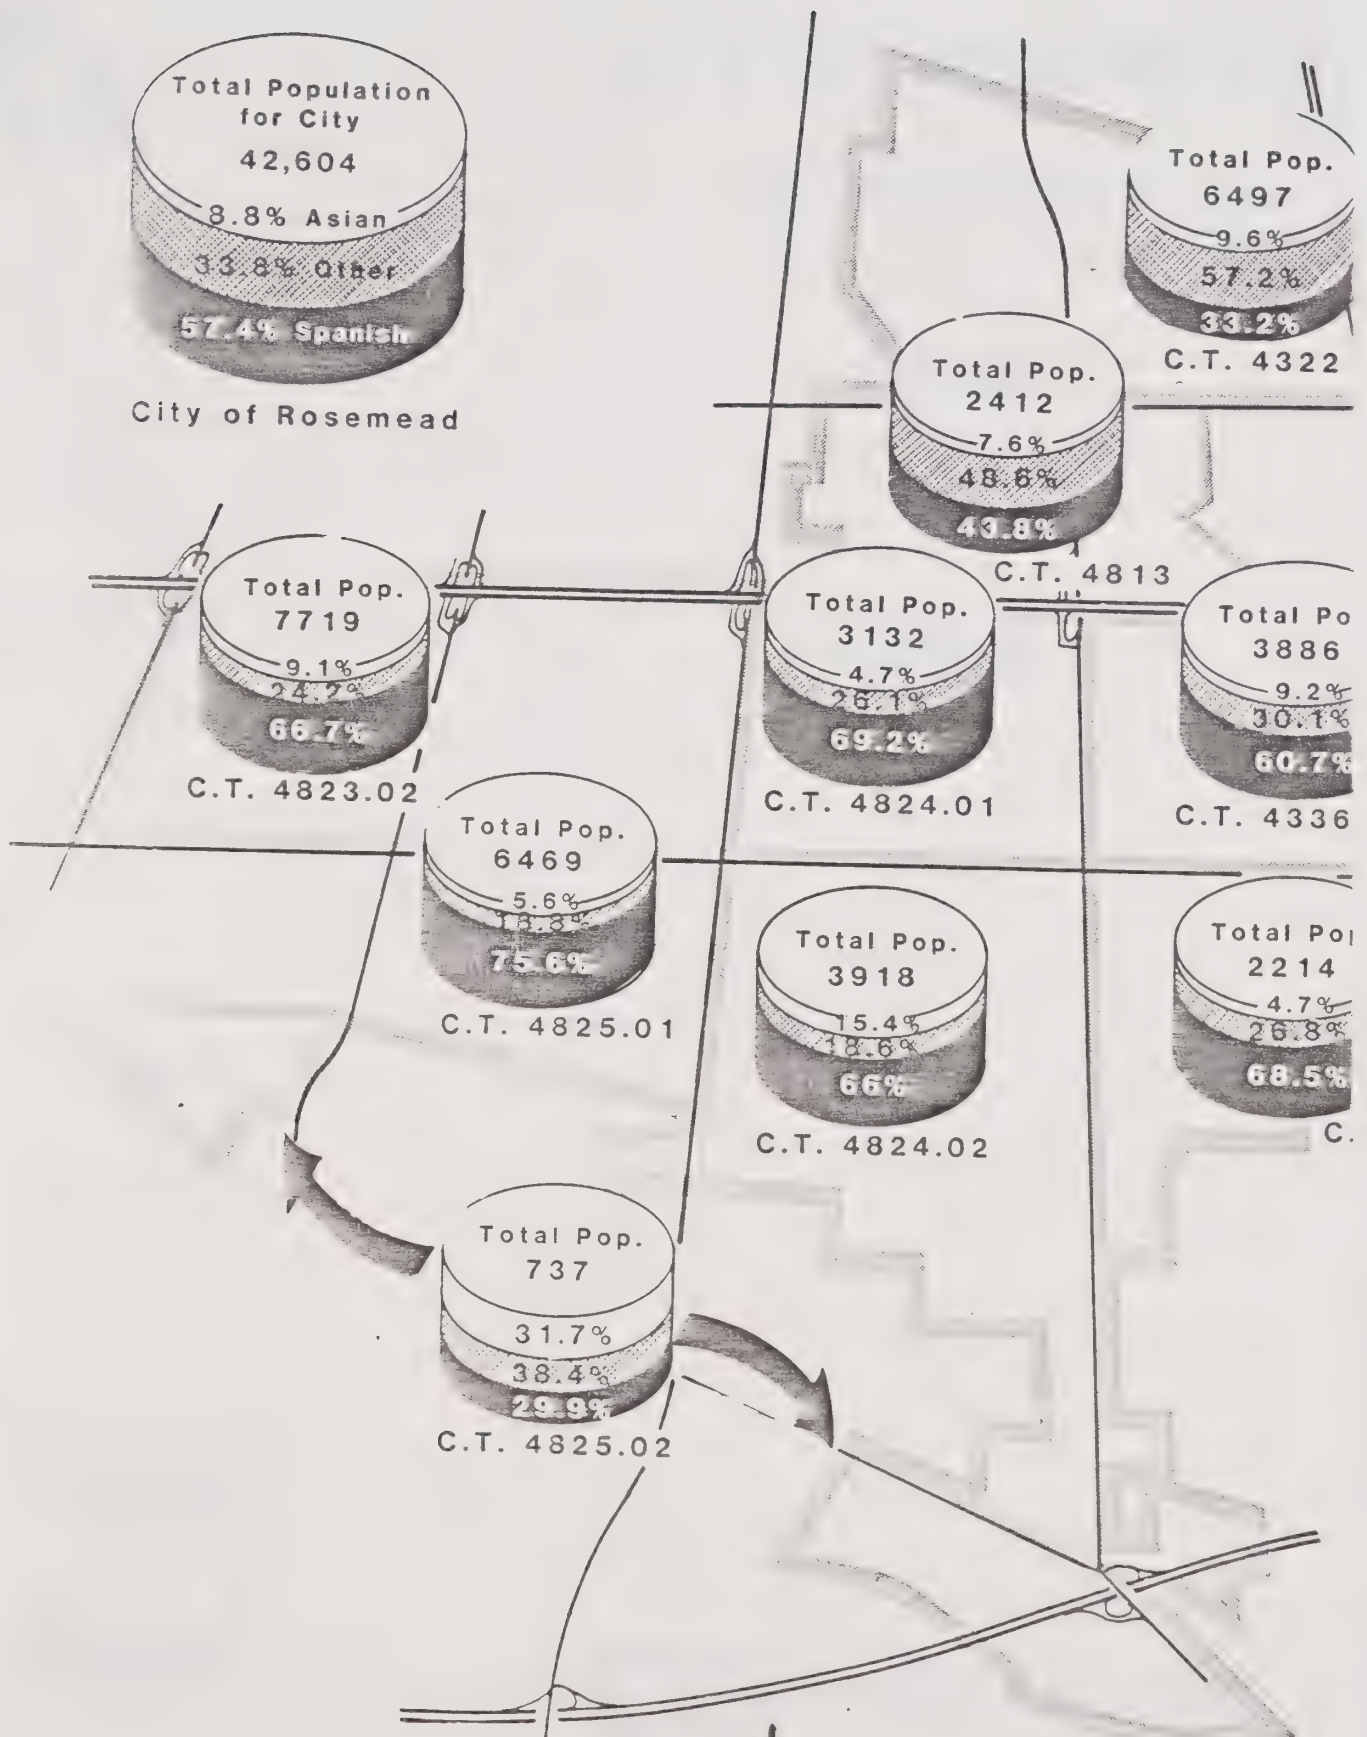 Total Population
for City
42,604
8.8% Asian
33.8% Other
57.4% Spanish
City of Rosemead
Total Pop.
6497
9.6%
57.2%
33.2%
C.T. 4322
Total Pop.
2412
7.6%
48.6%
43.8%
C.T. 4813
Total Pop.
7719
9.1%
24.2%
66.7%
C.T. 4823.02
Total Pop.
3132
4.7%
26.1%
69.2%
C.T. 4824.01
Total Po
3886
9.2%
30.1%
60.7%
C.T. 4336
Total Pop.
6469
5.6%
18.8%
75.6%
C.T. 4825.01
Total Pop.
3918
15.4%
18.6%
66%
C.T. 4824.02
Total Po
2214
4.7%
26.8%
68.5%
C.
Total Pop.
737
31.7%
38.4%
29.9%
C.T. 4825.02